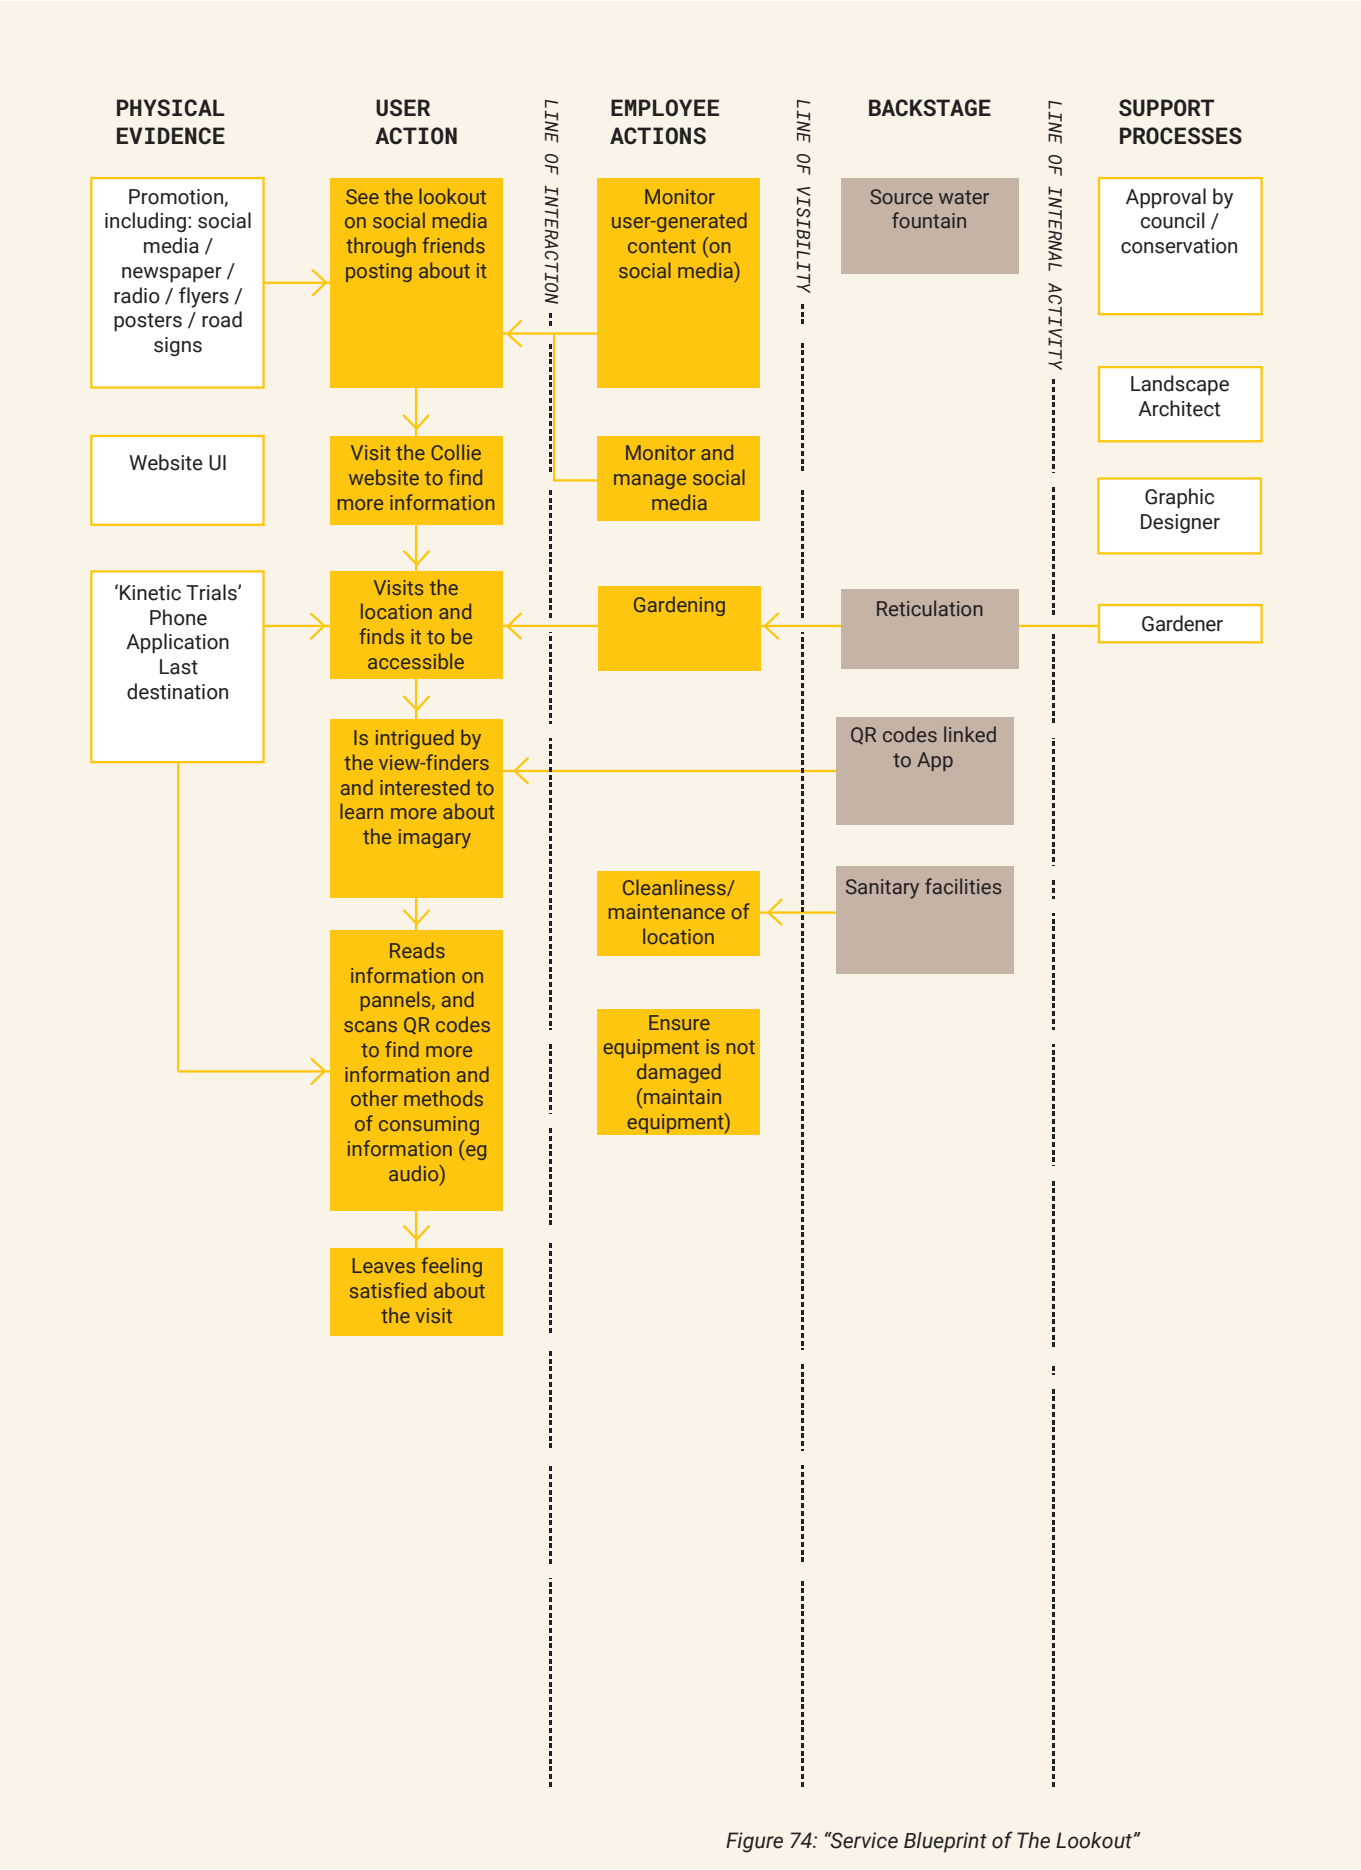 PHYSICAL
EVIDENCE
USER
ACTION
LINE OF INTERACTION
EMPLOYEE
ACTIONS
LINE OF VISIBILITY
BACKSTAGE
LINE OF INTERNAL ACTIVITY
SUPPORT
PROCESSES
Promotion,
including: social
media /
newspaper /
radio / flyers /
posters / road
signs
Website UI
‘Kinetic Trials’
Phone
Application
Last
destination
See the lookout
on social media
through friends
posting about it
Visit the Collie
website to find
more information
Visits the
location and
finds it to be
accessible
Is intrigued by
the view-finders
and interested to
learn more about
the imagary
Reads
information on
pannels, and
scans QR codes
to find more
information and
other methods
of consuming
information (eg
audio)
Leaves feeling
satisfied about
the visit
Monitor
user-generated
content (on
social media)
Monitor and
manage social
media
Gardening
Cleanliness/
maintenance of
location
Ensure
equipment is not
damaged
(maintain
equipment)
Source water
fountain
Reticulation
QR codes linked
to App
Sanitary facilities
Approval by
council /
conservation
Landscape
Architect
Graphic
Designer
Gardener
Figure 74: “Service Blueprint of The Lookout”